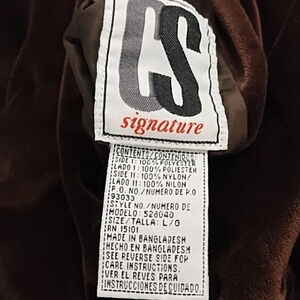 CS
signature
CONTENTS/CONTENIDOS:
SIDE I: 100% POLYESTER
LADO I: 100% POLIESTER
SIDE II: 100% NYLON/
LADO II: 100% NILON
P.O. NO./NUMERO DE P.O
93033
STYLE NO./NUMERO DE
MODELO: 528040
SIZE/TALLA: L/G
RN 15101
MADE IN BANGLADESH
HECHO EN BANGLADESH
SEE REVERSE SIDE FOR
CARE INSTRUCTIONS.
VER EL REVES PARA
INSTRUCCIONES DE CUIDADO.